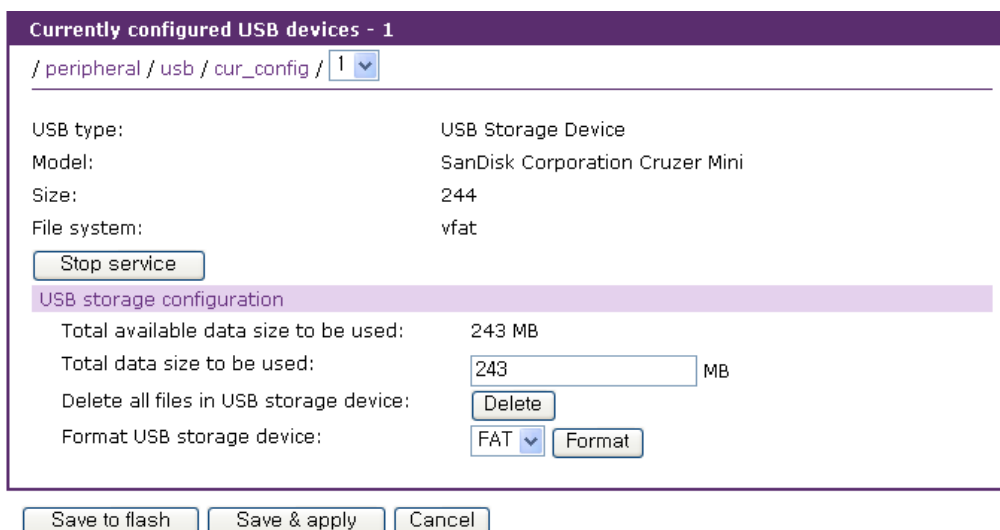 Currently configured USB devices - 1
/ peripheral / usb / cur_config / 1
USB type: USB Storage Device
Model: SanDisk Corporation Cruzer Mini
Size: 244
File system: vfat
Stop service
USB storage configuration
Total available data size to be used: 243 MB
Total data size to be used: 243 MB
Delete all files in USB storage device: Delete
Format USB storage device: FAT Format
Save to flash Save & apply Cancel